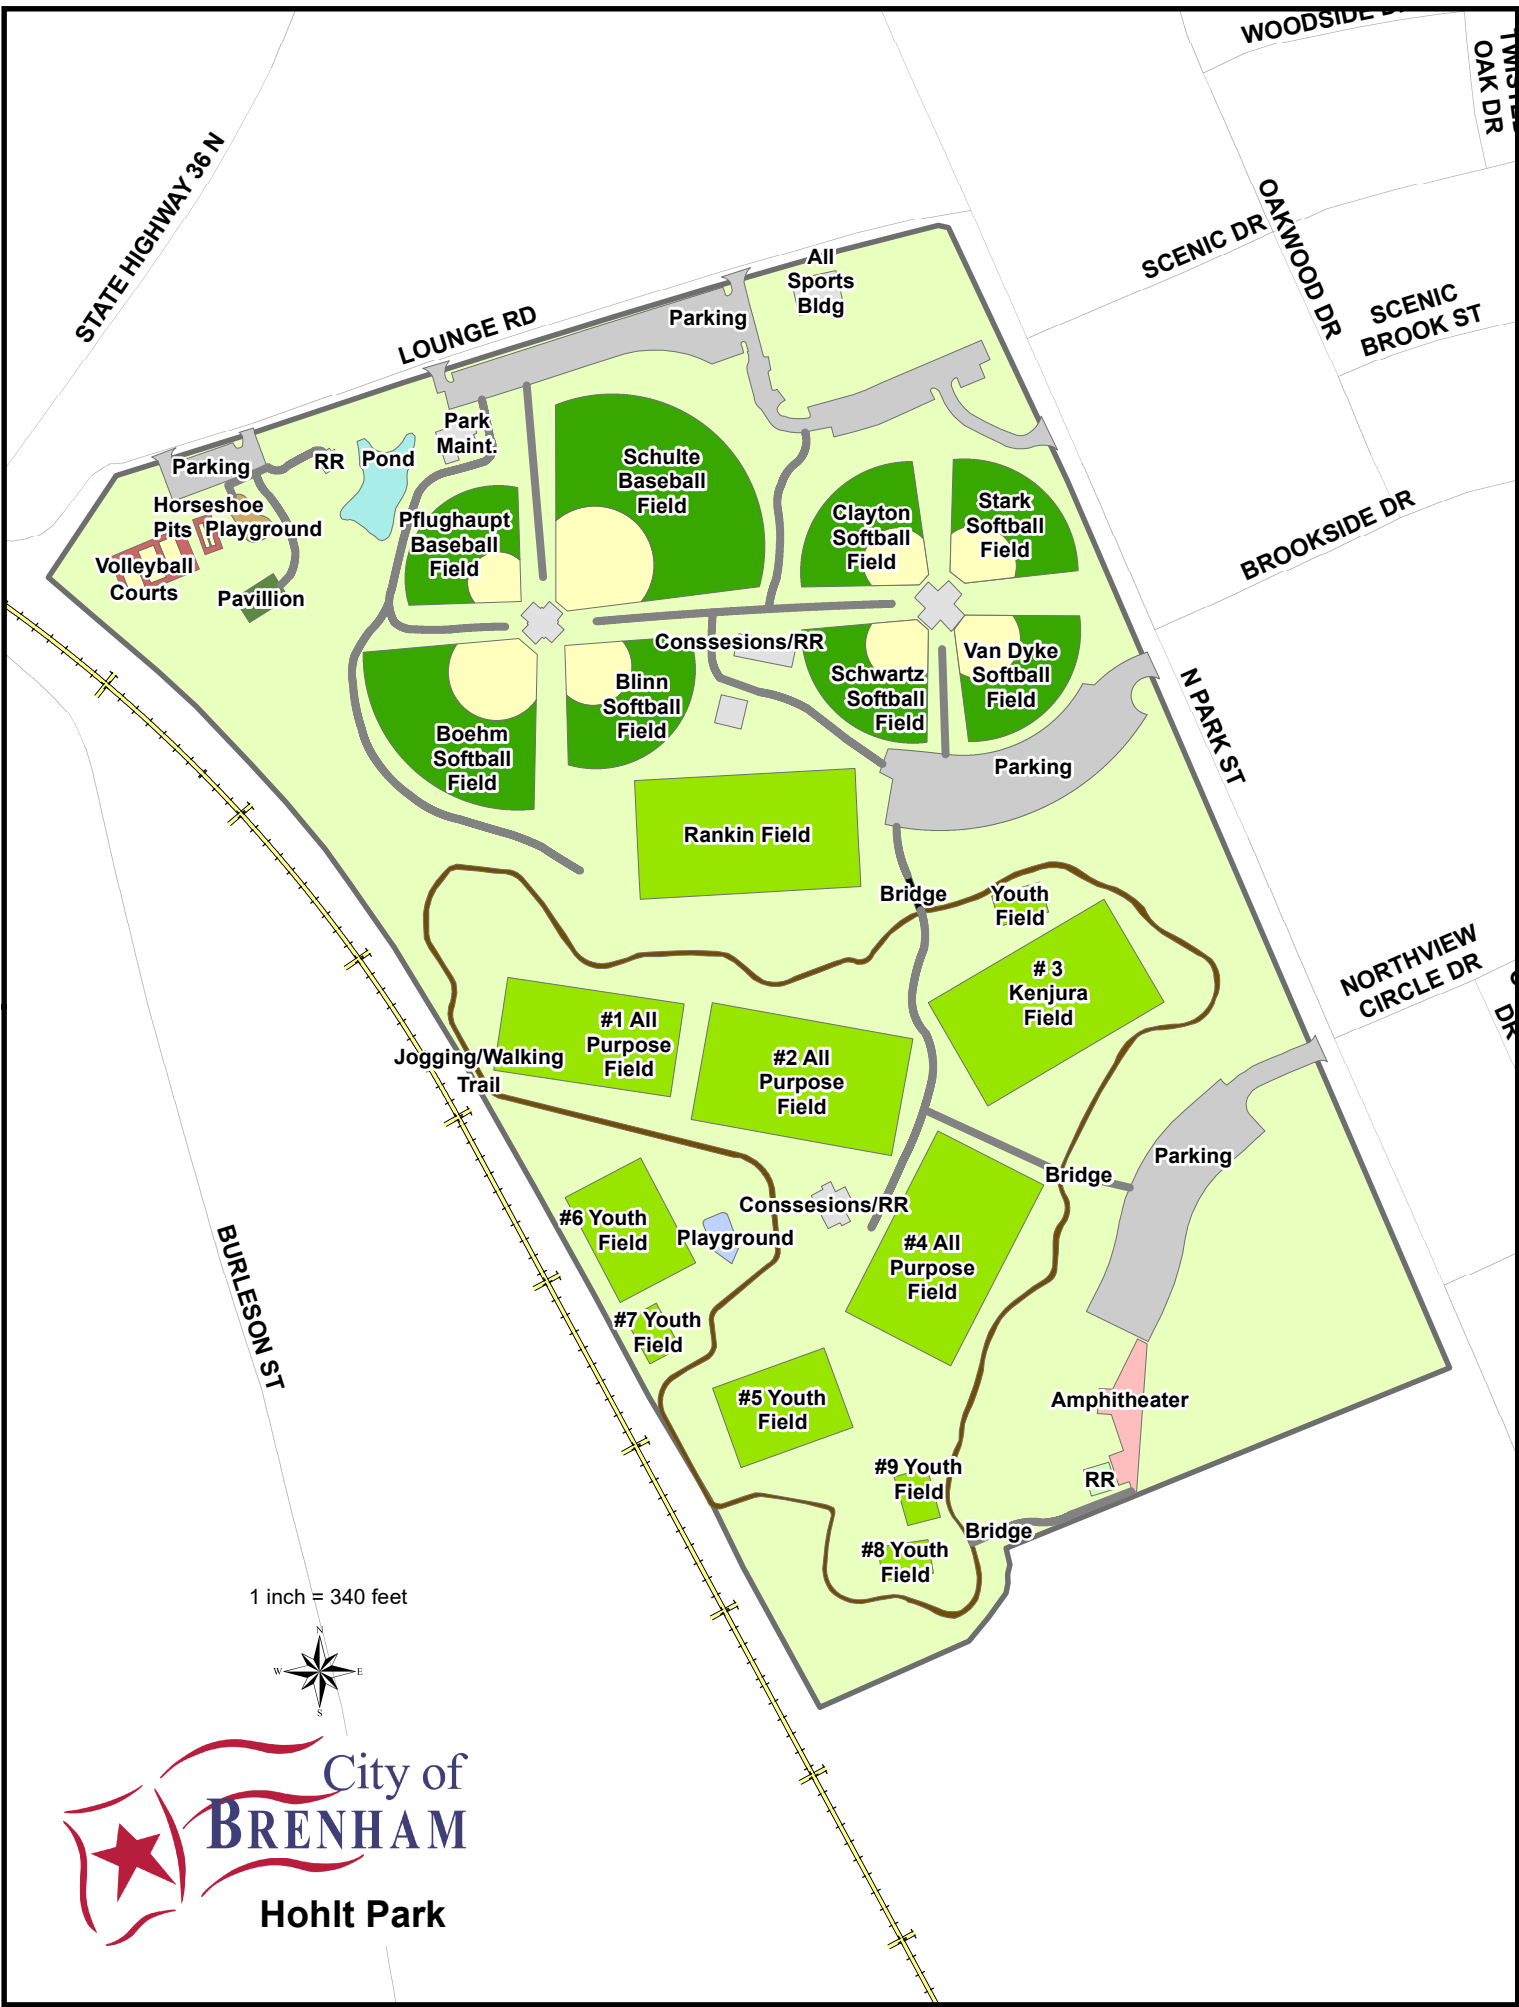 WOODSIDE
OAK DR
STATE HIGHWAY 36 N
OAKWOOD DR
SCENIC DR
SCENIC
BROOK ST
LOUNGE RD
All
Sports
Bldg
Parking
Park
Maint.
Parking
RR
Pond
Schulte
Baseball
Field
Horseshoe
Pits
Playground
Pflughaupt
Baseball
Field
Clayton
Softball
Field
Stark
Softball
Field
BROOKSIDE DR
Volleyball
Courts
Pavillion
Conssesions/RR
Blinn
Softball
Field
Schwartz
Softball
Field
Van Dyke
Softball
Field
Boehm
Softball
Field
N PARK ST
Parking
Rankin Field
Bridge
Youth
Field
# 3
Kenjura
Field
NORTHVIEW
CIRCLE DR
DR
#1 All
Purpose
Field
Jogging/Walking
Trail
#2 All
Purpose
Field
Parking
Bridge
Conssesions/RR
#6 Youth
Field
Playground
#4 All
Purpose
Field
BURLESON ST
#7 Youth
Field
#5 Youth
Field
Amphitheater
#9 Youth
Field
RR
Bridge
#8 Youth
Field
1 inch = 340 feet
N
W
E
S
City of
BRENHAM
Hohlt Park